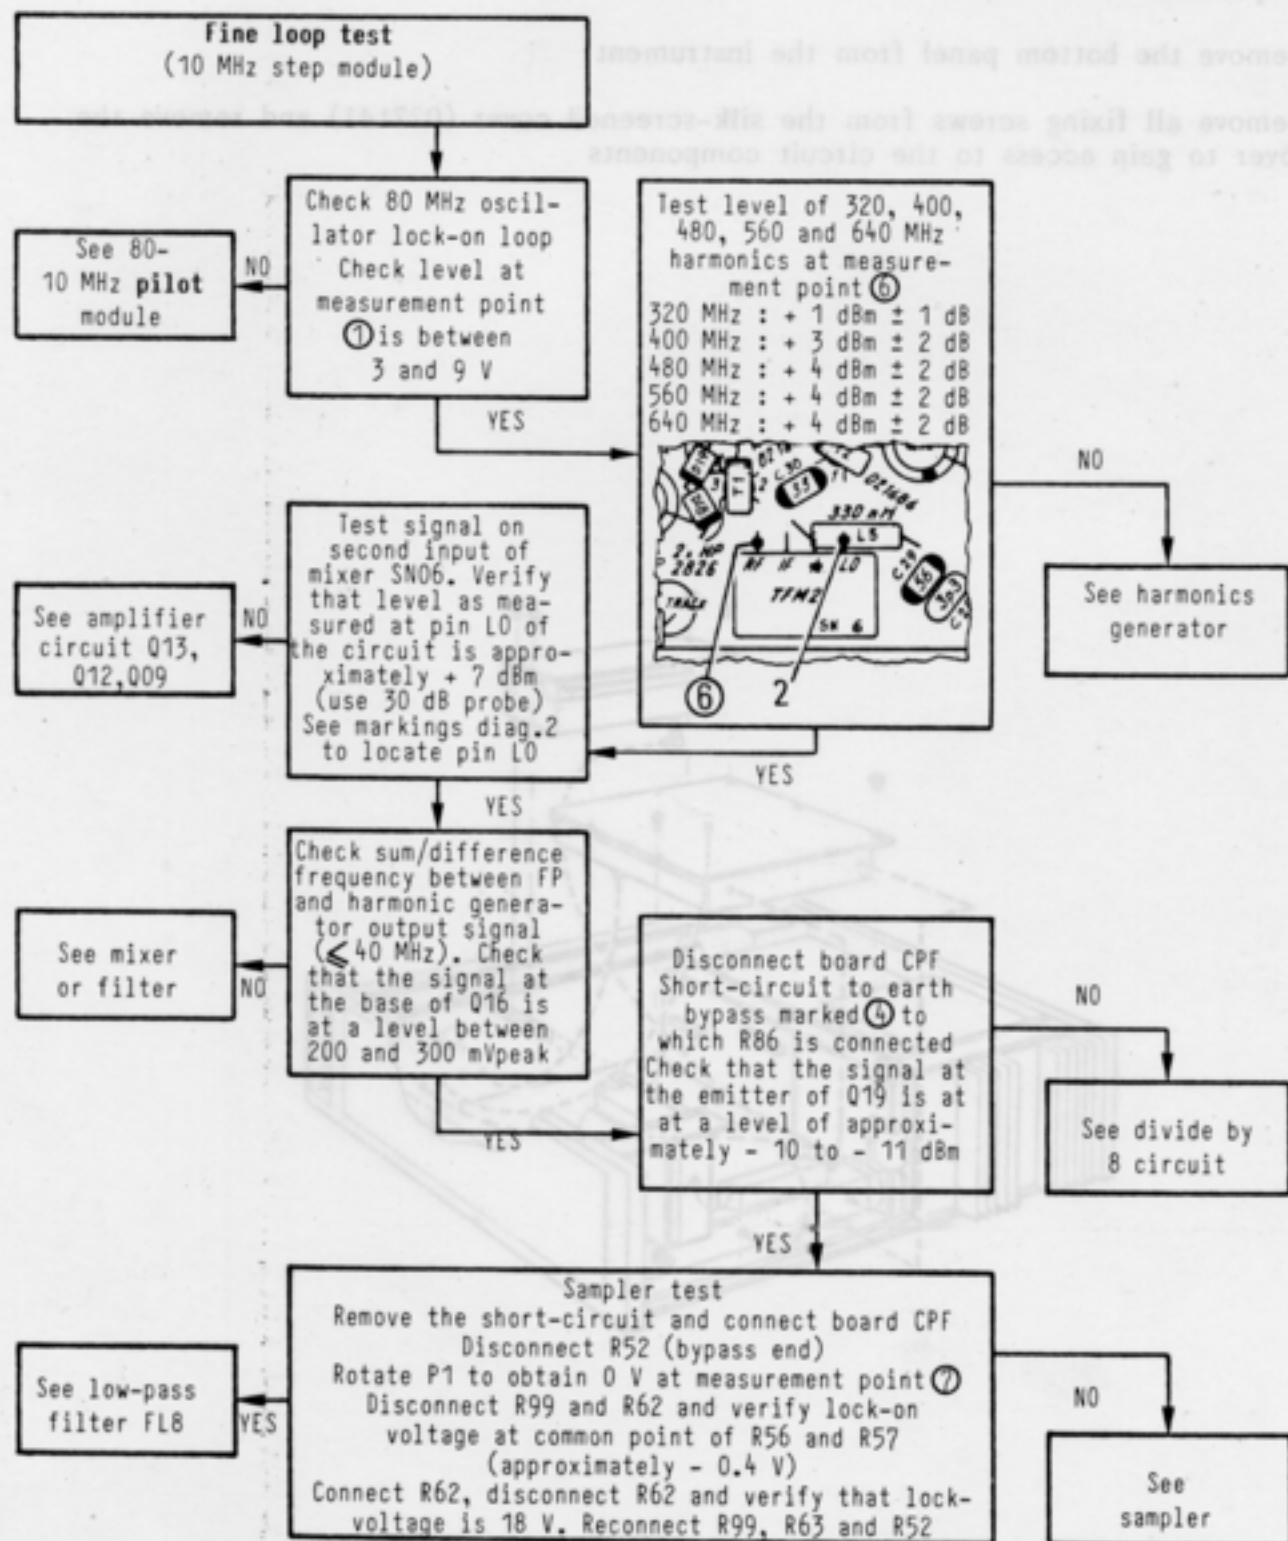 Fine loop test
(10 MHz step module)
Check 80 MHz oscil-
lator lock-on loop
Check level at
measurement point
① is between
3 and 9 V
NO
See 80-
10 MHz pilot
module
YES
Test level of 320, 400,
480, 560 and 640 MHz
harmonics at measure-
ment point ⑥
320 MHz : + 1 dBm ± 1 dB
400 MHz : + 3 dBm ± 2 dB
480 MHz : + 4 dBm ± 2 dB
560 MHz : + 4 dBm ± 2 dB
640 MHz : + 4 dBm ± 2 dB
T1
C30
33
021686
330 nH
L5
2x HP
2826
RF IF LO
TFM2
SN 6
C29
56
⑥ 2
NO
See harmonics
generator
YES
Test signal on
second input of
mixer SN06. Verify
that level as mea-
sured at pin LO of
the circuit is appro-
ximately + 7 dBm
(use 30 dB probe)
See markings diag.2
to locate pin LO
NO
See amplifier
circuit Q13,
Q12,Q09
YES
Check sum/difference
frequency between FP
and harmonic genera-
tor output signal
(⩽ 40 MHz). Check
that the signal at
the base of Q16 is
at a level between
200 and 300 mVpeak
NO
See mixer
or filter
YES
Disconnect board CPF
Short-circuit to earth
bypass marked ④ to
which R86 is connected
Check that the signal at
the emitter of Q19 is at
at a level of approxi-
mately - 10 to - 11 dBm
NO
See divide by
8 circuit
YES
Sampler test
Remove the short-circuit and connect board CPF
Disconnect R52 (bypass end)
Rotate P1 to obtain 0 V at measurement point ⑦
Disconnect R99 and R62 and verify lock-on
voltage at common point of R56 and R57
(approximately - 0.4 V)
Connect R62, disconnect R62 and verify that lock-
voltage is 18 V. Reconnect R99, R63 and R52
YES
See low-pass
filter FL8
NO
See
sampler